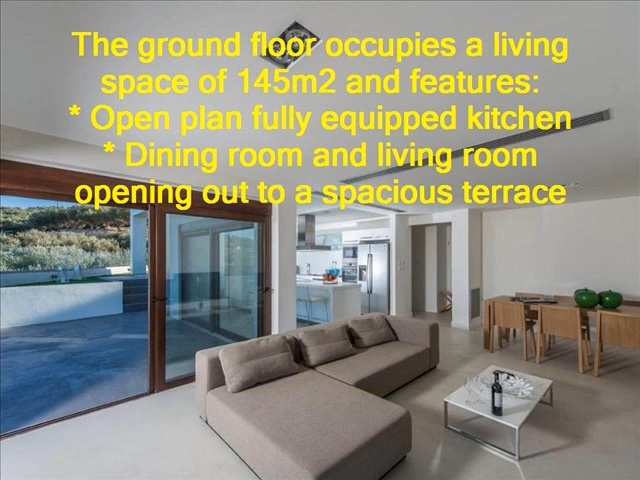 The ground floor occupies a living
space of 145m2 and features:
* Open plan fully equipped kitchen
* Dining room and living room
opening out to a spacious terrace